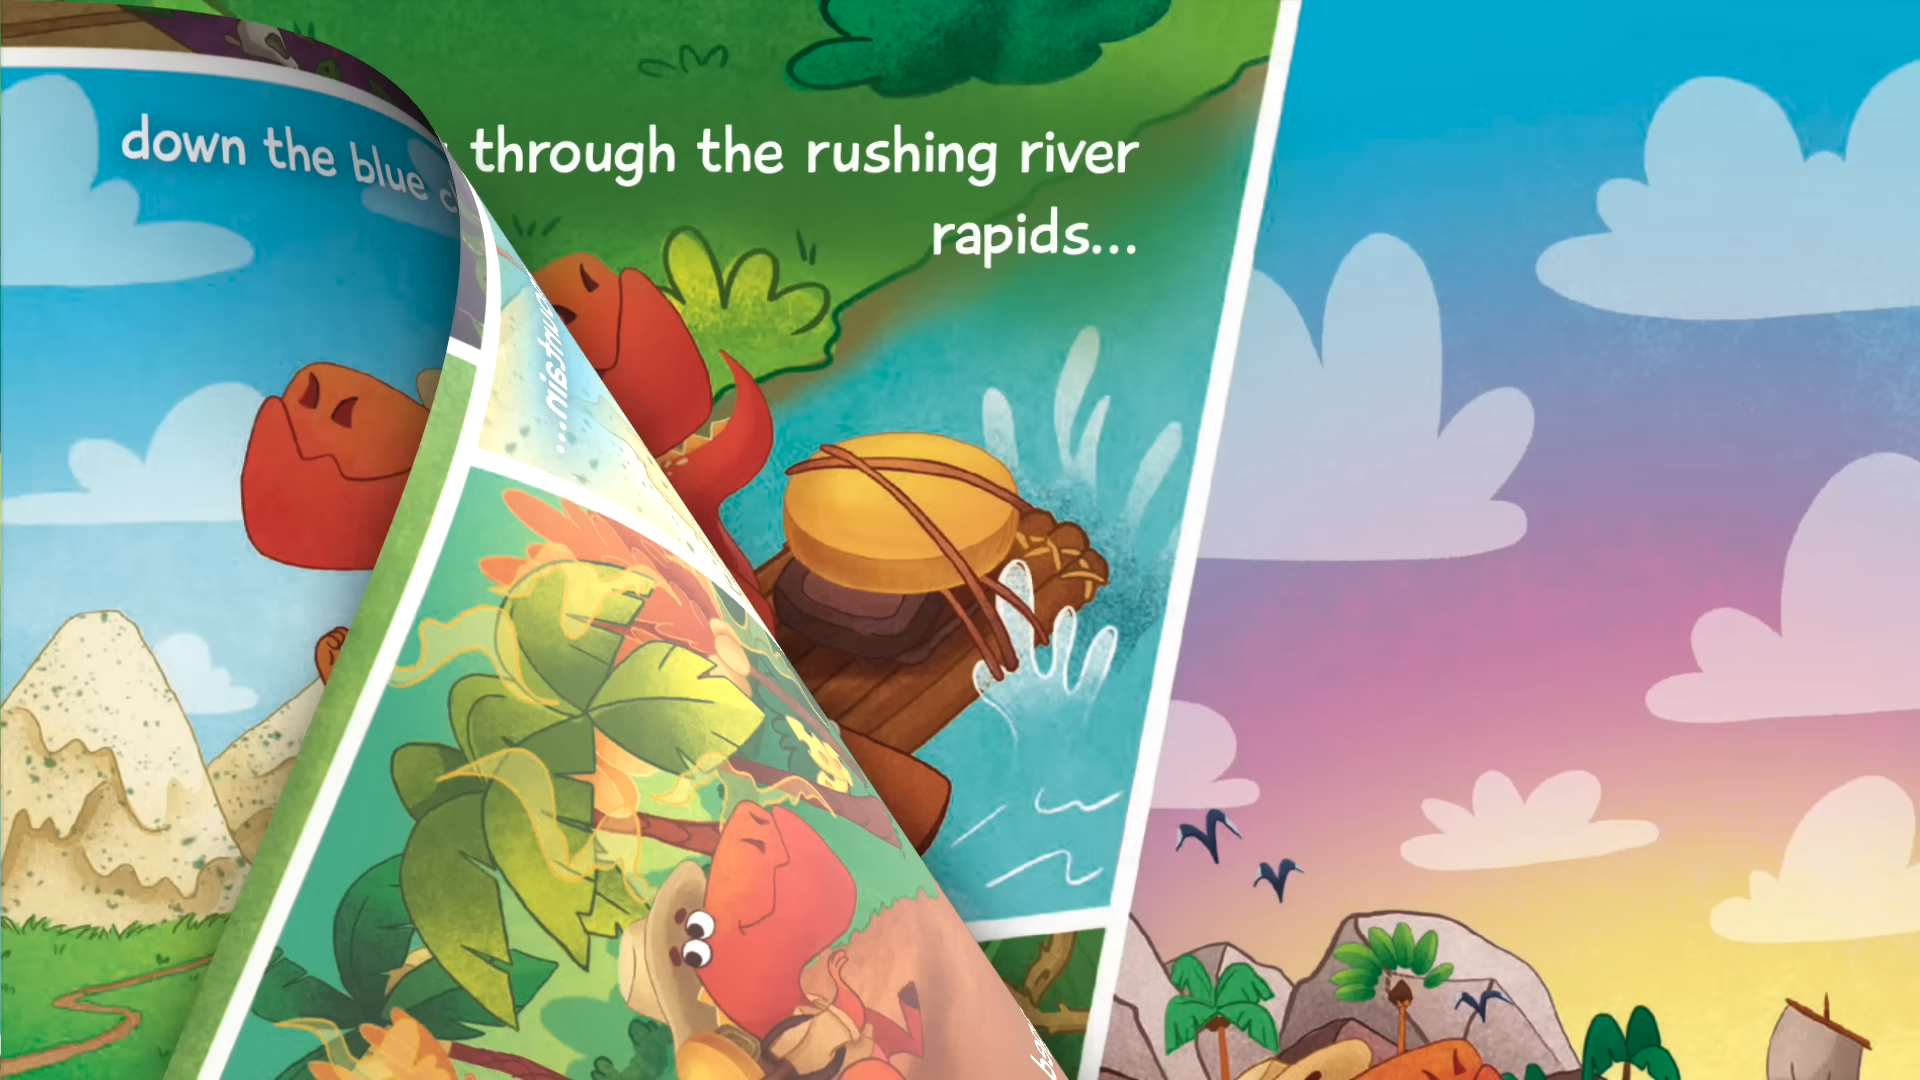 down the blue
through the rushing river
rapids...